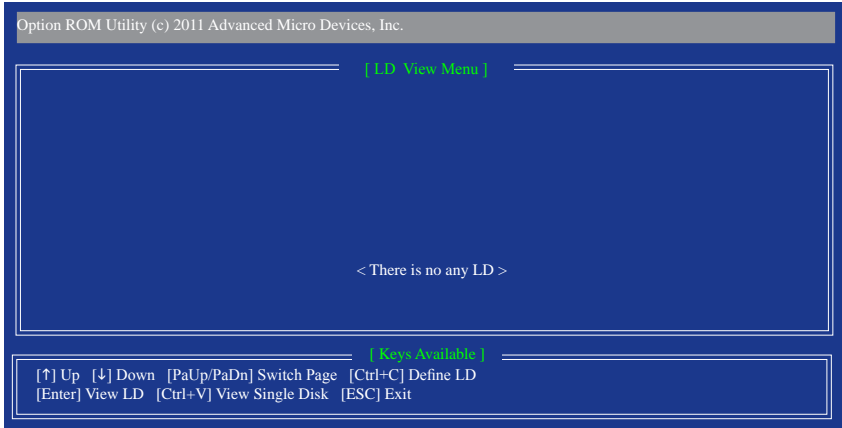 Option ROM Utility (c) 2011 Advanced Micro Devices, Inc.
[ LD View Menu ]
< There is no any LD >
[ Keys Available ]
[↑] Up [↓] Down [PaUp/PaDn] Switch Page [Ctrl+C] Define LD
[Enter] View LD [Ctrl+V] View Single Disk [ESC] Exit